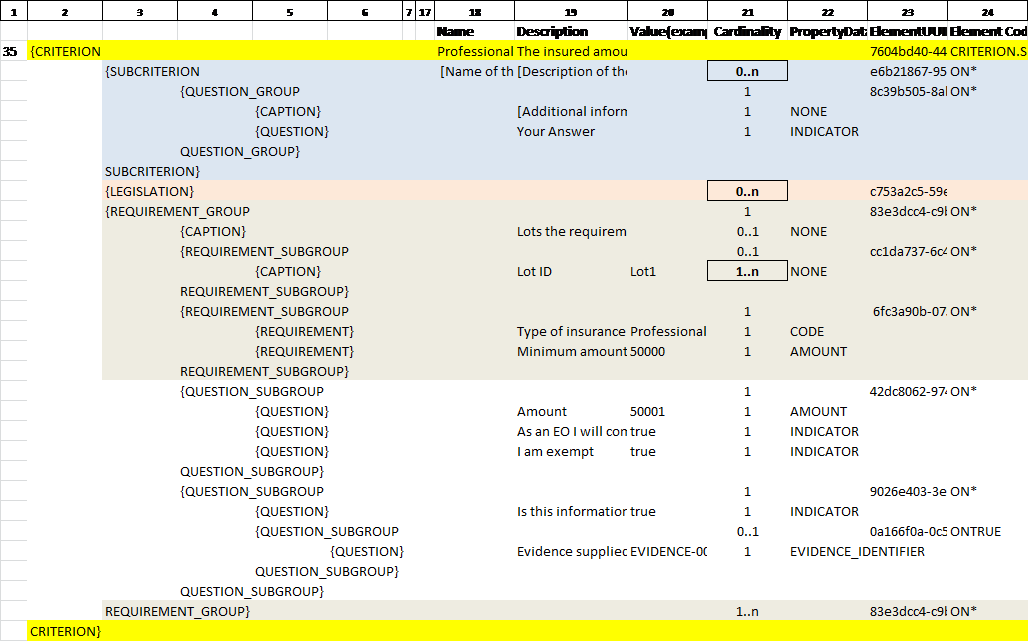 1 2 3 4 5 6 7 17 18 19 20 21 22 23 24
Name Description Value(exam Cardinality PropertyDat ElementUU Element Cod
35 {CRITERION Professional The insured amou 7604bd40-44 CRITERION.S
{SUBCRITERION [Name of th [Description of the 0..n e6b21867-95 ON*
{QUESTION_GROUP 1 8c39b505-8a ON*
{CAPTION} [Additional inforn 1 NONE
{QUESTION} Your Answer 1 INDICATOR
QUESTION_GROUP}
SUBCRITERION}
{LEGISLATION} 0..n c753a2c5-59e
{REQUIREMENT_GROUP 1 83e3dcc4-c9 ON*
{CAPTION} Lots the requirem 0..1 NONE
{REQUIREMENT_SUBGROUP 0..1 cc1da737-6c4 ON*
{CAPTION} Lot ID Lot1 1..n NONE
REQUIREMENT_SUBGROUP}
{REQUIREMENT_SUBGROUP 1 6fc3a90b-07 ON*
{REQUIREMENT} Type of insurance Professional 1 CODE
{REQUIREMENT} Minimum amount 50000 1 AMOUNT
REQUIREMENT_SUBGROUP}
{QUESTION_SUBGROUP 1 42dc8062-974 ON*
{QUESTION} Amount 50001 1 AMOUNT
{QUESTION} As an EO I will con true 1 INDICATOR
{QUESTION} I am exempt true 1 INDICATOR
QUESTION_SUBGROUP}
{QUESTION_SUBGROUP 1 9026e403-3e ON*
{QUESTION} Is this information true 1 INDICATOR
{QUESTION_SUBGROUP 0..1 0a166f0a-0c5 ONTRUE
{QUESTION} Evidence supplied EVIDENCE-00 1 EVIDENCE_IDENTIFIER
QUESTION_SUBGROUP}
QUESTION_SUBGROUP}
REQUIREMENT_GROUP} 1..n 83e3dcc4-c9 ON*
CRITERION}